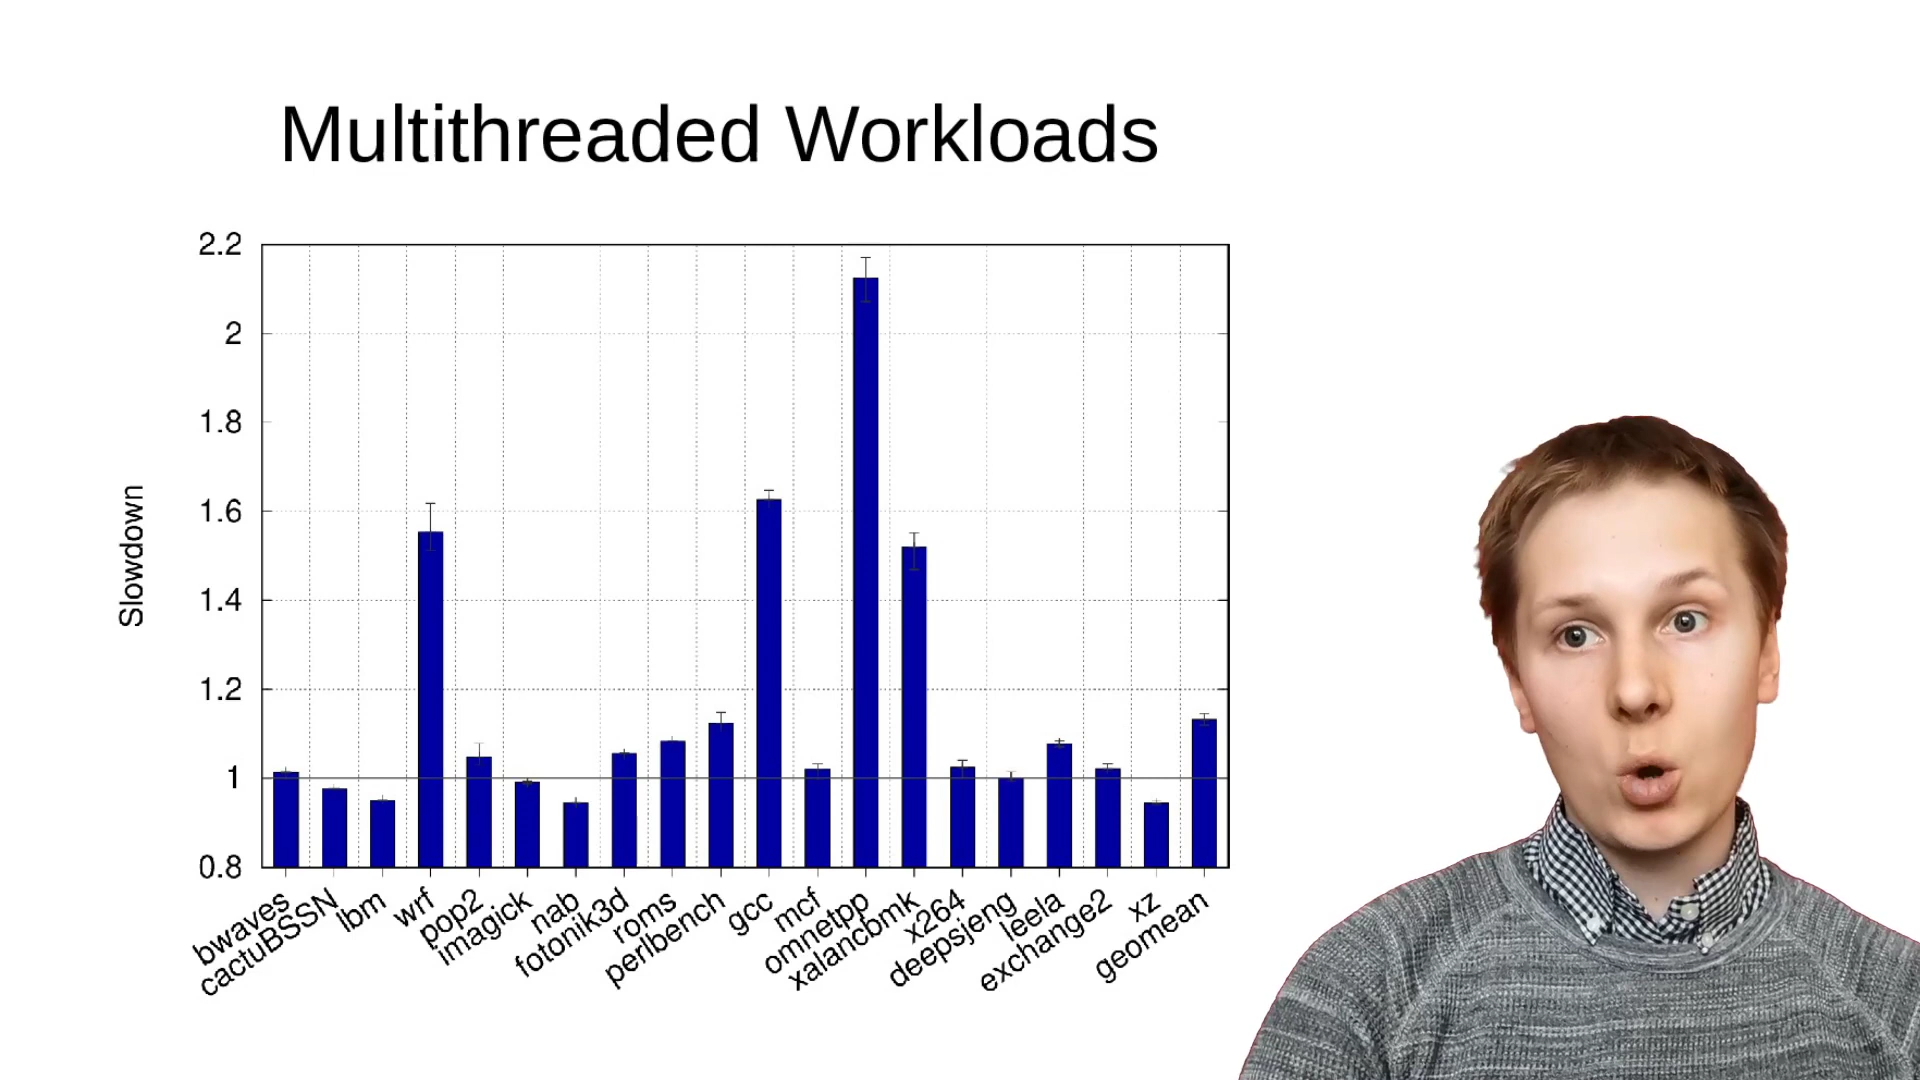 Multithreaded Workloads
2.2
2
1.8
1.6
1.4
1.2
1
0.8
Slowdown
bwaves
cactuBSSN
lbm
wrf
pop2
imagick
nab
fotonik3d
roms
perlbench
gcc
mcf
omnetpp
xalancbmk
x264
deepsjeng
leela
exchange2
xz
geomean